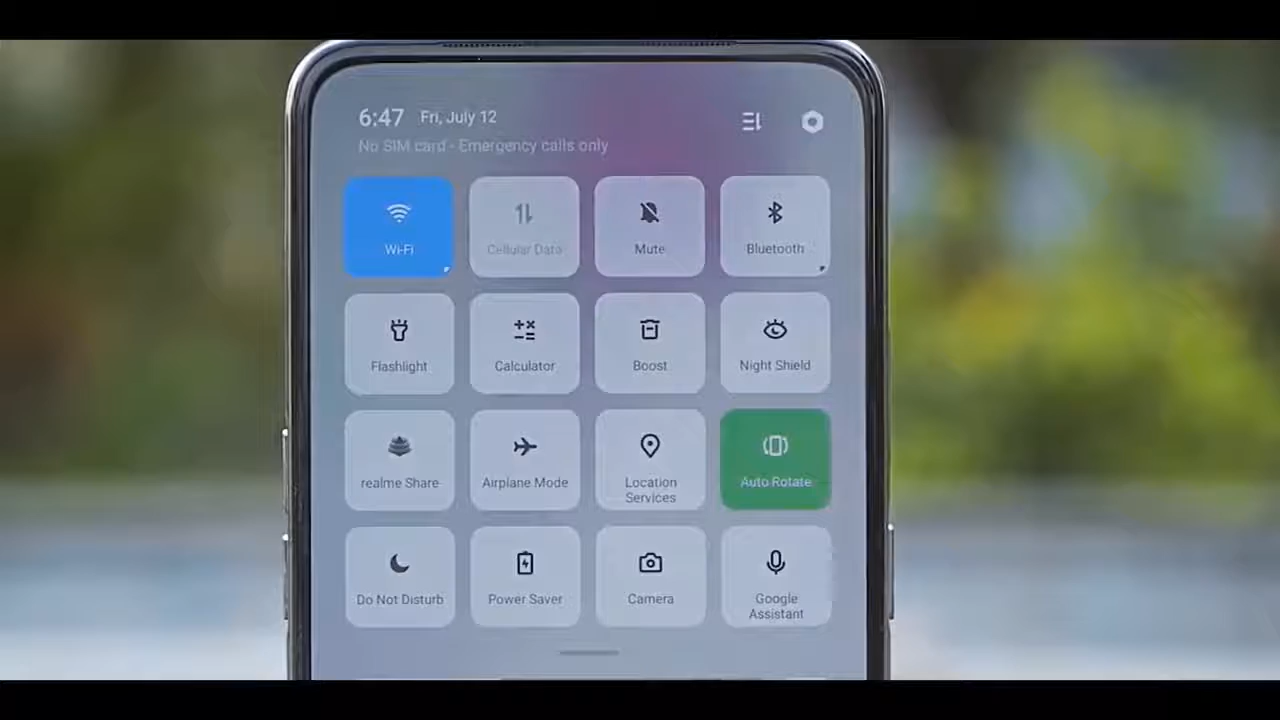 6:47 Fri, July 12
No SIM card - Emergency calls only
Wi-Fi
Cellular Data
Mute
Bluetooth
Flashlight
Calculator
Boost
Night Shield
realme Share
Airplane Mode
Location
Services
Auto Rotate
Do Not Disturb
Power Saver
Camera
Google
Assistant